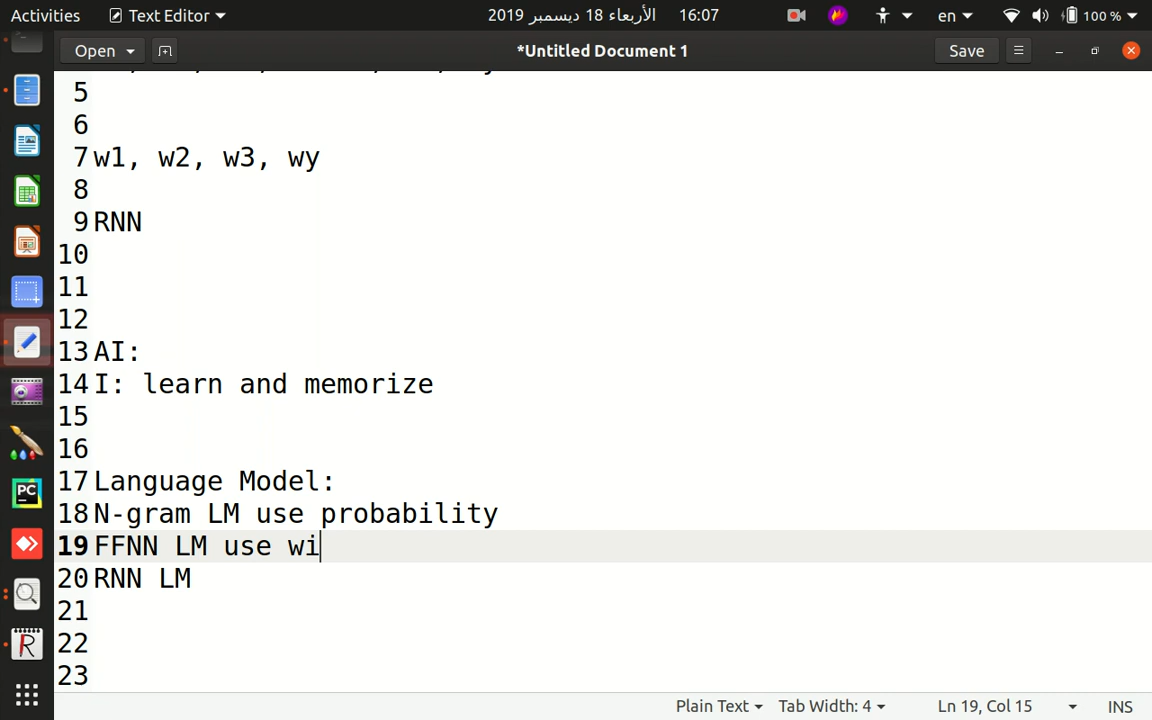 Activities Text Editor الأربعاء 18 ديسمبر 2019 16:07 en 100 %
Open *Untitled Document 1 Save
5
6
7 w1, w2, w3, wy
8
9 RNN
10
11
12
13 AI:
14 I: learn and memorize
15
16
17 Language Model:
18 N-gram LM use probability
19 FFNN LM use wi
20 RNN LM
21
22
23
PC
R
Plain Text Tab Width: 4 Ln 19, Col 15 INS